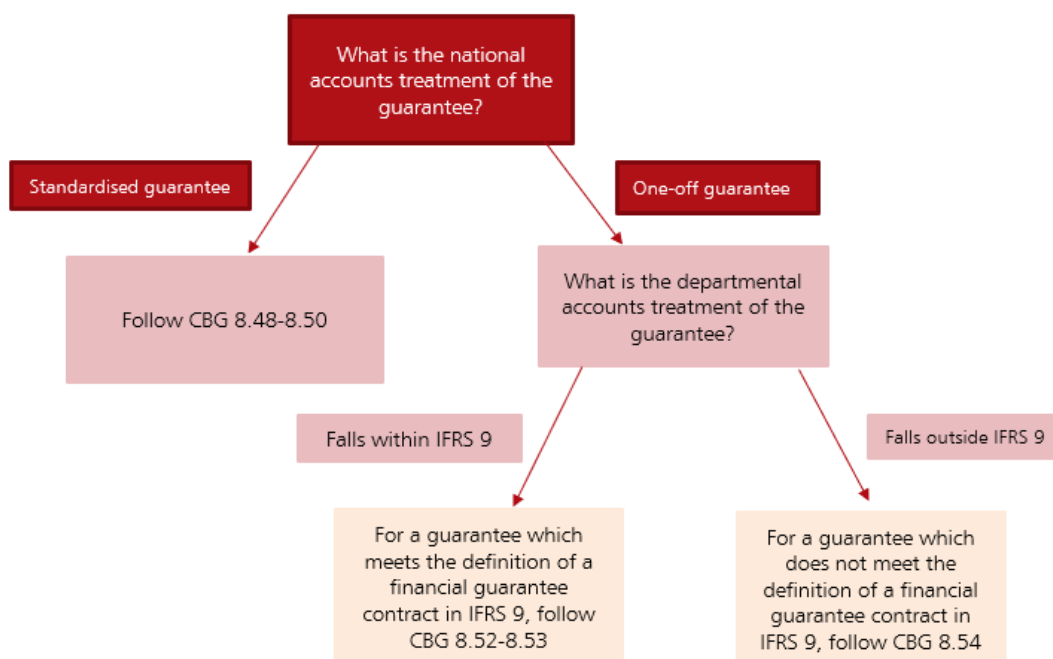 What is the national
accounts treatment of the
guarantee?
Standardised guarantee
One-off guarantee
Follow CBG 8.48-8.50
What is the departmental
accounts treatment of the
guarantee?
Falls within IFRS 9
Falls outside IFRS 9
For a guarantee which
meets the definition of a
financial guarantee
contract in IFRS 9, follow
CBG 8.52-8.53
For a guarantee which
does not meet the
definition of a financial
guarantee contract in
IFRS 9, follow CBG 8.54